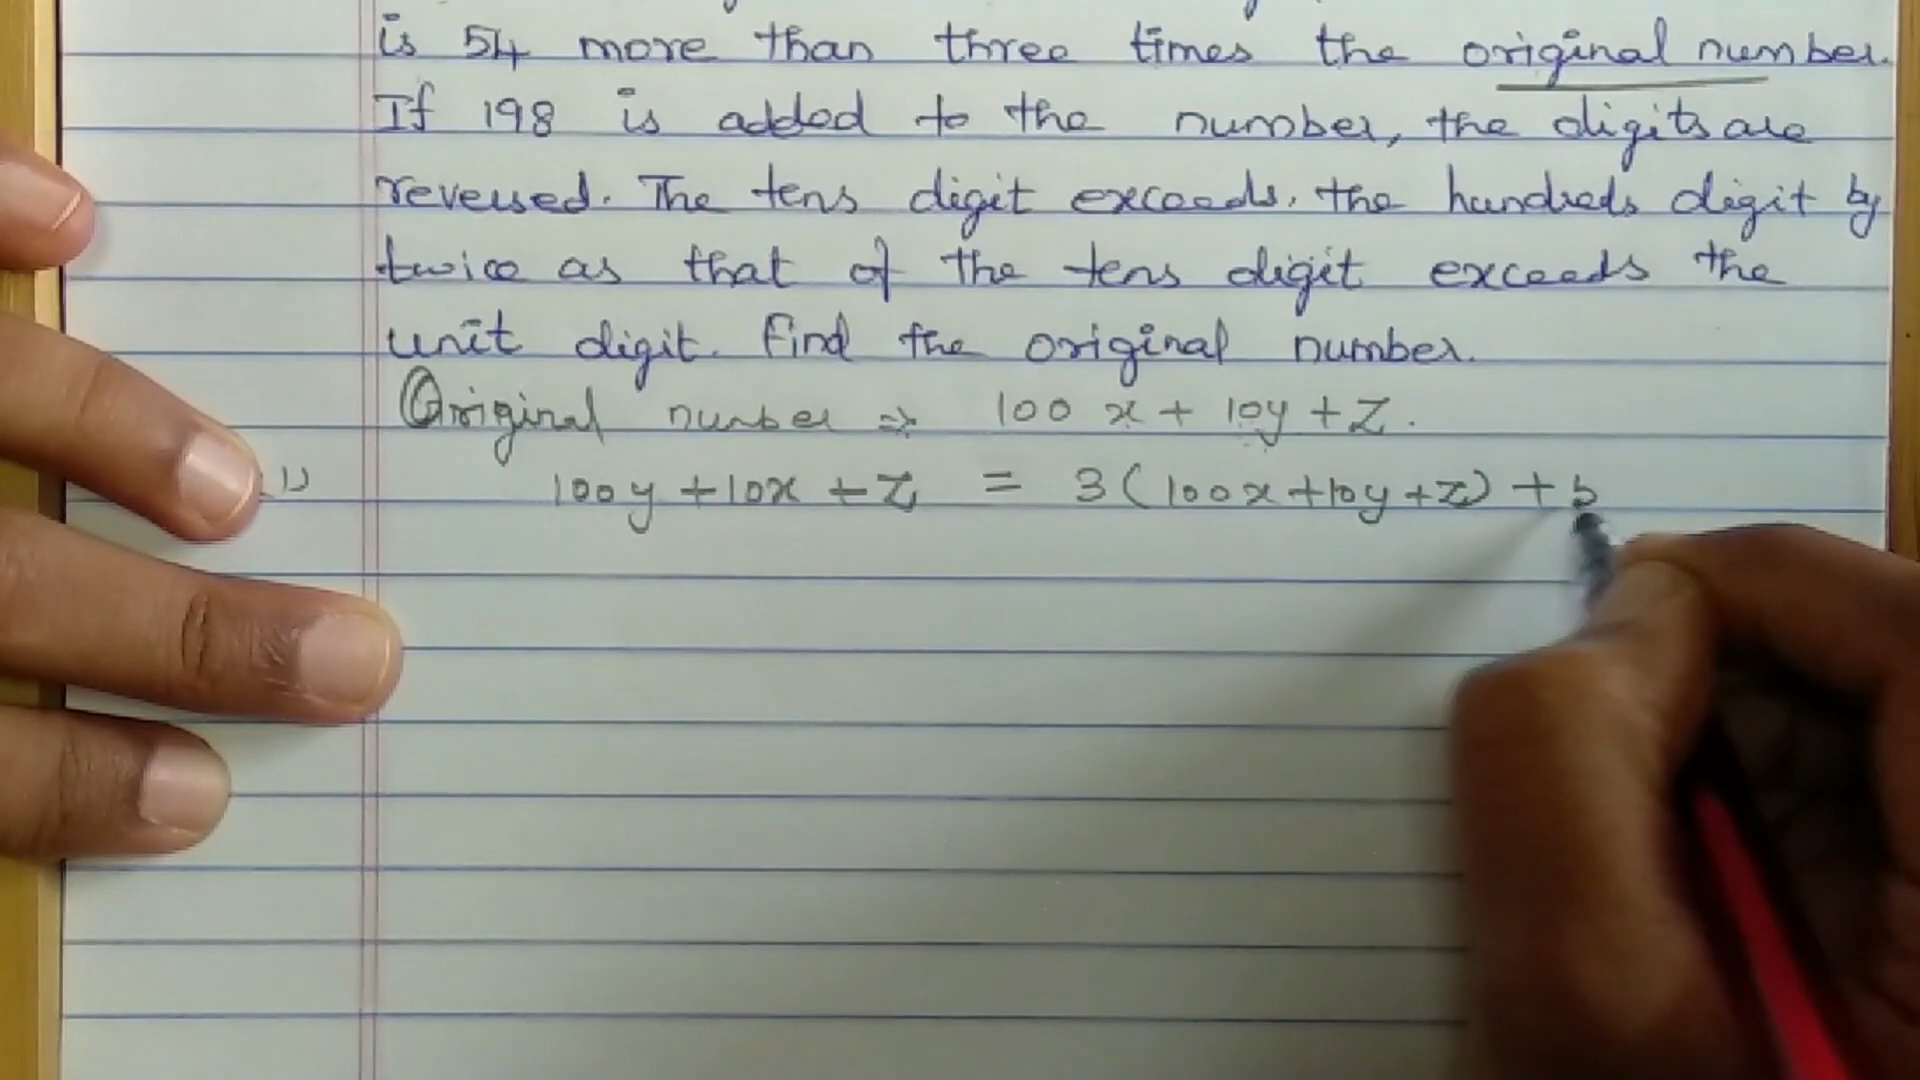 is 54 more than three times the original number.
If 198 is added to the number, the digits are
reversed. The tens digit exceeds the hundreds digit by
twice as that of the tens digit exceeds the
unit digit. Find the original number.
Original number ⇒ 100 x + 10y + Z.
1) 100y + 10x + z = 3(100x+10y+z) + 5